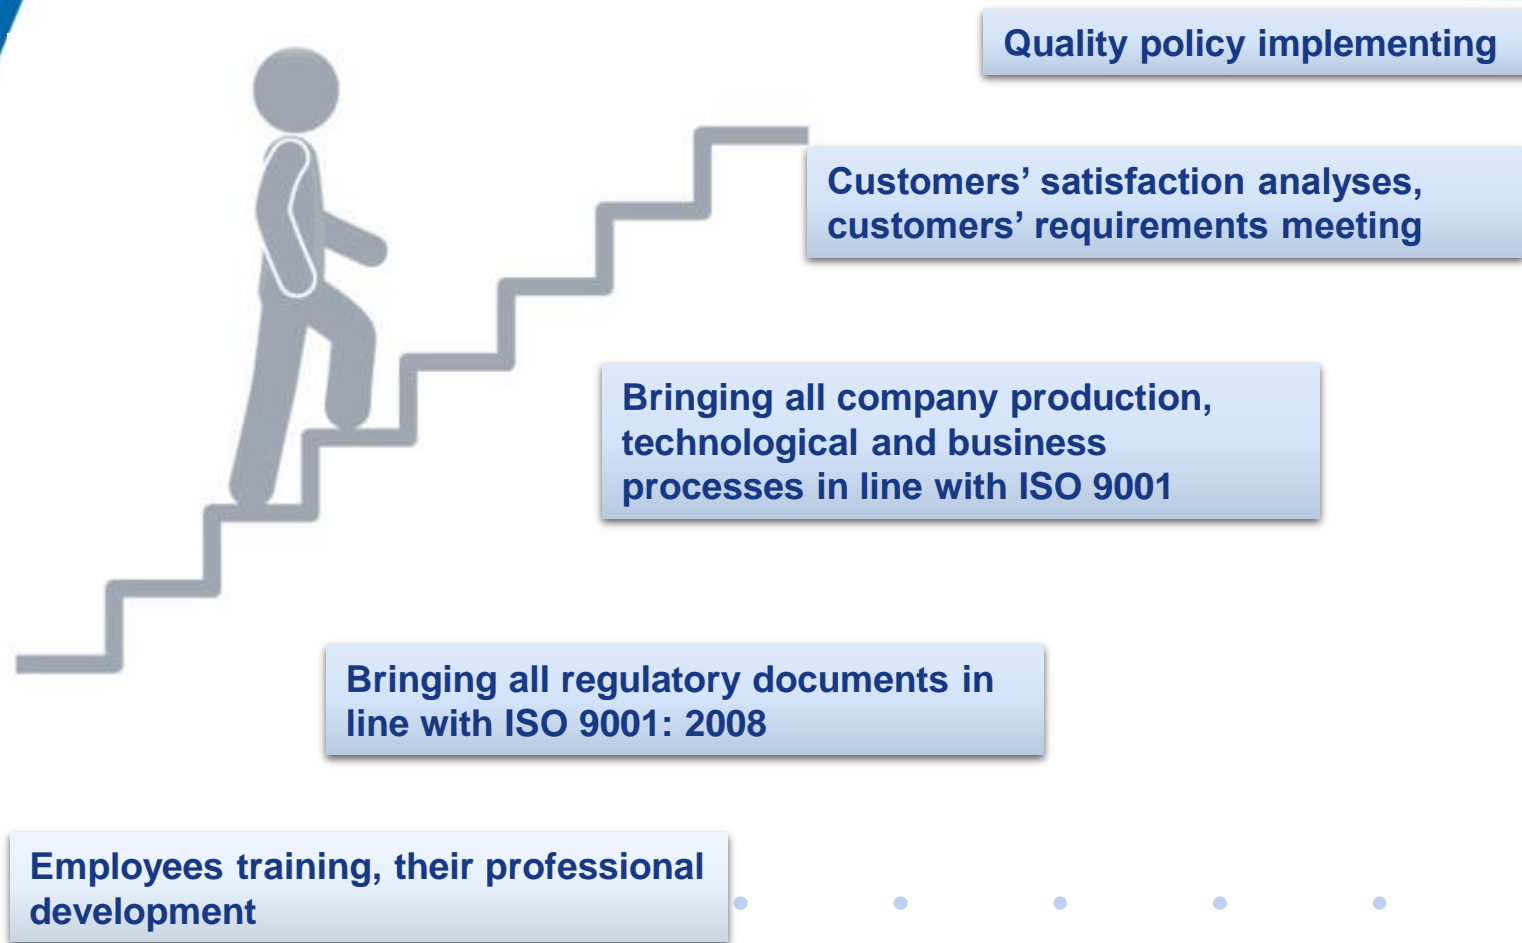 Quality policy implementing
Customers’ satisfaction analyses,
customers’ requirements meeting
Bringing all company production,
technological and business
processes in line with ISO 9001
Bringing all regulatory documents in
line with ISO 9001: 2008
Employees training, their professional
development